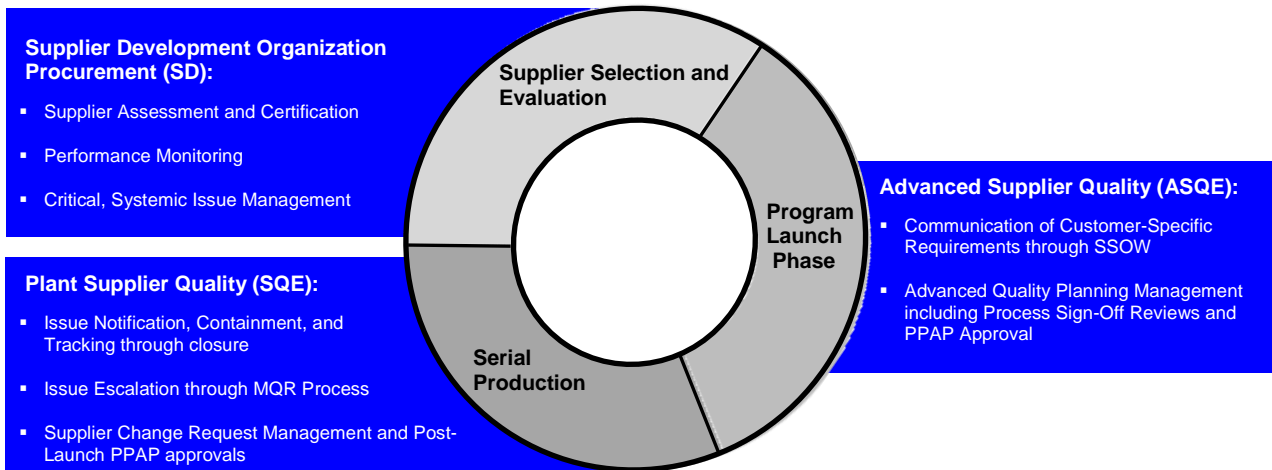 Supplier Development Organization
Procurement (SD):
▪ Supplier Assessment and Certification
▪ Performance Monitoring
▪ Critical, Systemic Issue Management
Supplier Selection and
Evaluation
Program
Launch
Phase
Advanced Supplier Quality (ASQE):
▪ Communication of Customer-Specific
Requirements through SSOW
▪ Advanced Quality Planning Management
including Process Sign-Off Reviews and
PPAP Approval
Plant Supplier Quality (SQE):
▪ Issue Notification, Containment, and
Tracking through closure
▪ Issue Escalation through MQR Process
▪ Supplier Change Request Management and Post-
Launch PPAP approvals
Serial
Production